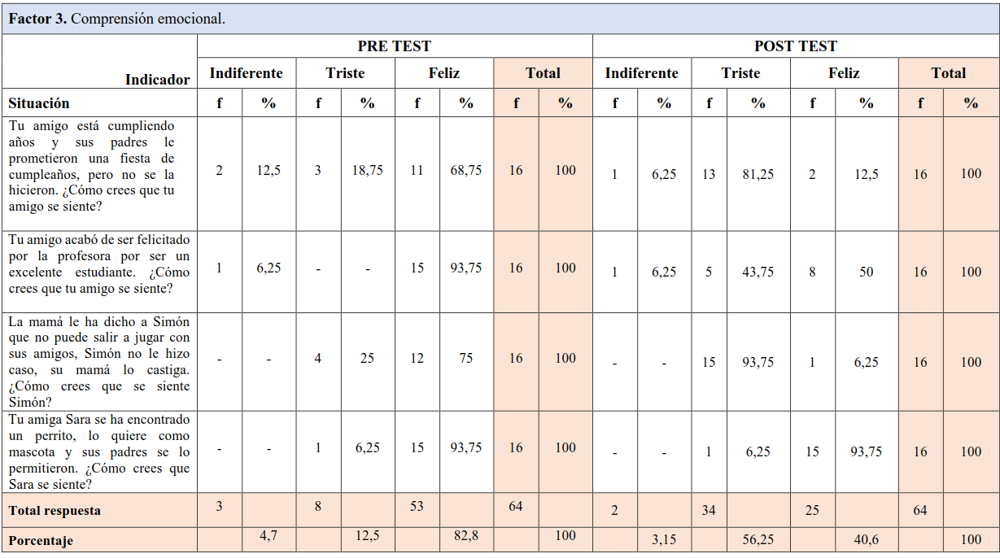 Factor 3. Comprensión emocional.
PRE TEST POST TEST
Indicador Indiferente Triste Feliz Total Indiferente Triste Feliz Total
Situación f % f % f % f % f % f % f % f %
Tu amigo está cumpliendo
años y sus padres le
prometieron una fiesta de
cumpleaños, pero no se la
hicieron. ¿Cómo crees que tu
amigo se siente?
2 12,5 3 18,75 11 68,75 16 100 1 6,25 13 81,25 2 12,5 16 100
Tu amigo acabó de ser felicitado
por la profesora por ser un
excelente estudiante. ¿Cómo
crees que tu amigo se siente?
1 6,25 - - 15 93,75 16 100 1 6,25 5 43,75 8 50 16 100
La mamá le ha dicho a Simón
que no puede salir a jugar con
sus amigos, Simón no le hizo
caso, su mamá lo castiga.
¿Cómo crees que se siente
Simón?
- - 4 25 12 75 16 100 - - 15 93,75 1 6,25 16 100
Tu amiga Sara se ha encontrado
un perrito, lo quiere como
mascota y sus padres se lo
permitieron. ¿Cómo crees que
Sara se siente?
- - 1 6,25 15 93,75 16 100 - - 1 6,25 15 93,75 16 100
Total respuesta 3 8 53 64 2 34 25 64
Porcentaje 4,7 12,5 82,8 100 3,15 56,25 40,6 100